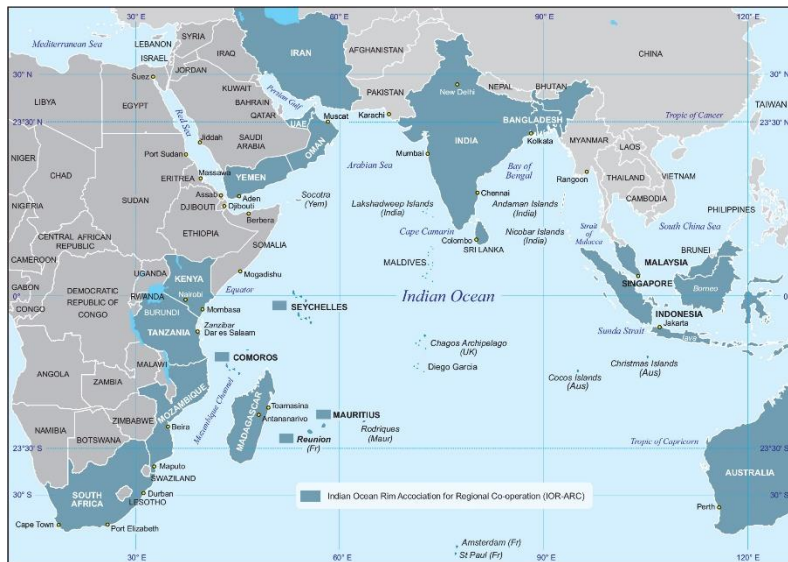 30° E
60° E
90° E
120° E
Mediterranean Sea
LEBANON
SYRIA
ISRAEL
IRAQ
IRAN
AFGHANISTAN
CHINA
JORDAN
30° N
Suez
KUWAIT
Persian Gulf
PAKISTAN
New Delhi
NEPAL
BHUTAN
30° N
LIBYA
EGYPT
BAHRAIN
QATAR
UAE
Muscat
Karachi
BANGLADESH
Tropic of Cancer
TAIWAN
23°30' N
Red Sea
Jiddah
SAUDI
ARABIA
OMAN
INDIA
Kolkata
MYANMAR
LAOS
23°30' N
NIGER
CHAD
Port Sudan
Massawa
ERITREA
YEMEN
Arabian Sea
Mumbai
Bay of
Bengal
Rangoon
THAILAND
VIETNAM
SUDAN
Assab
Aden
Socotra
(Yem)
Lakshadweep Islands
(India)
Chennai
Andaman Islands
(India)
CAMBODIA
PHILIPPINES
NIGERIA
DJIBOUTI
Djibouti
Berbera
Nicobar Islands
(India)
South China Sea
ETHIOPIA
Cape Camarin
Colombo
SRI LANKA
Strait
of
Malacca
BRUNEI
CENTRAL AFRICAN
REPUBLIC
SOMALIA
MALDIVES
MALAYSIA
CAMEROON
UGANDA
KENYA
Mogadishu
SINGAPORE
Borneo
GABON
DEMOCRATIC
REPUBLIC OF
CONGO
RWANDA
Nairobi
Equator
Indian Ocean
0°
0°
CONGO
BURUNDI
Mombasa
SEYCHELLES
INDONESIA
TANZANIA
Zanzibar
Dar es Salaam
Sunda Strait
Jakarta
Java
COMOROS
Chagos Archipelago
(UK)
Christmas Islands
(Aus)
ANGOLA
MALAWI
Diego Garcia
Cocos Islands
(Aus)
ZAMBIA
MOZAMBIQUE
Mozambique Channel
MADAGASCAR
Toamasina
Antananarivo
MAURITIUS
ZIMBABWE
Beira
Rodriques
(Maur)
NAMIBIA
BOTSWANA
Reunion
(Fr)
Tropic of Capricorn
23°30' S
23°30' S
Maputo
SWAZILAND
AUSTRALIA
30° S
SOUTH
AFRICA
Durban
LESOTHO
Indian Ocean Rim Accociation for Regional Co-operation (IOR-ARC)
30° S
Perth
Cape Town
Port Elizabeth
Amsterdam (Fr)
St Paul (Fr)
30° E
60° E
90° E
120° E